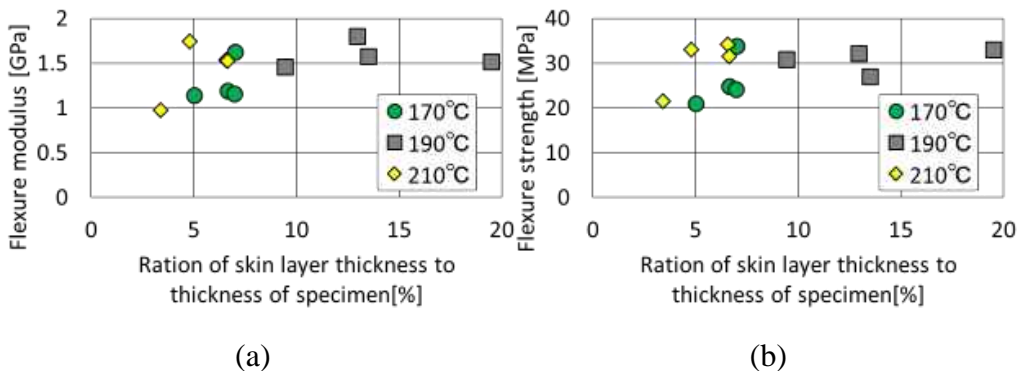 Flexure modulus [GPa]
2
1.5
1
0.5
0
0
5
10
15
20
170°C
190°C
210°C
Ration of skin layer thickness to
thickness of specimen[%]
(a)
Flexure strength [MPa]
40
30
20
10
0
0
5
10
15
20
170°C
190°C
210°C
Ration of skin layer thickness to
thickness of specimen[%]
(b)